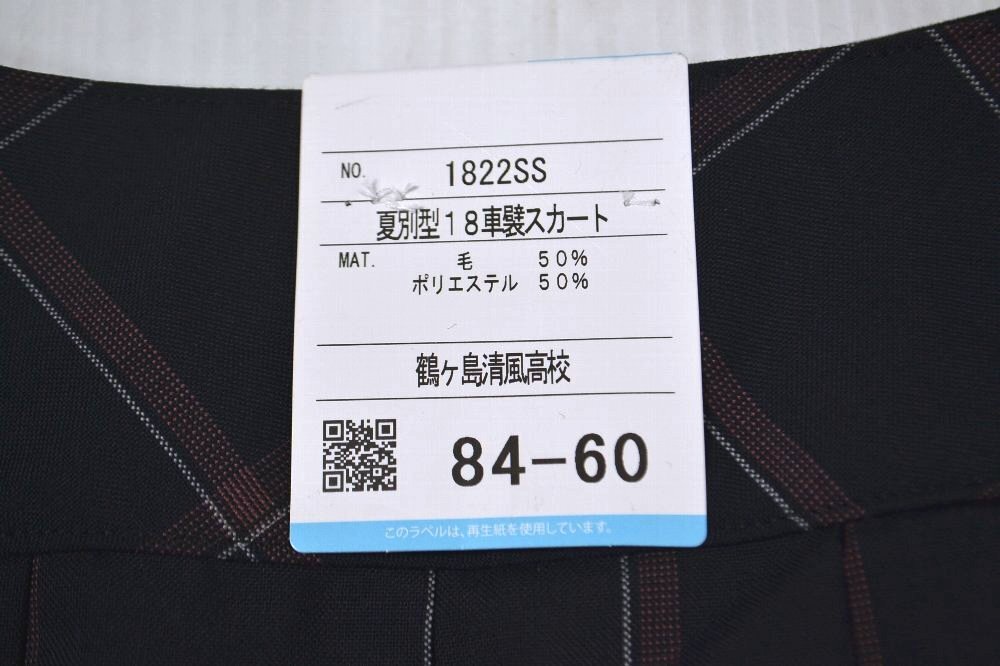 NO. 1822SS
夏別型18車襞スカート
MAT. 毛 50%
ポリエステル 50%
鶴ヶ島清風高校
84-60
このラベルは、再生紙を使用しています。